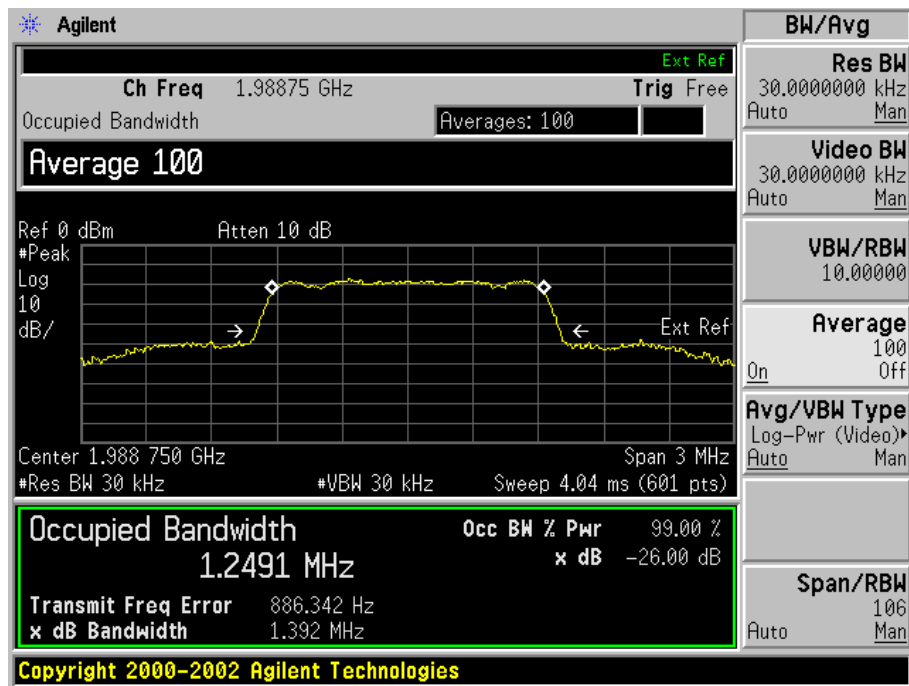 Agilent
BW/Avg
Ext Ref
Ch Freq 1.98875 GHz Trig Free
Occupied Bandwidth Averages: 100
Average 100
Ref 0 dBm Atten 10 dB
#Peak
Log
10
dB/
Ext Ref
Center 1.988 750 GHz Span 3 MHz
#Res BW 30 kHz #VBW 30 kHz Sweep 4.04 ms (601 pts)
Occupied Bandwidth
1.2491 MHz
Occ BW % Pwr 99.00 %
x dB -26.00 dB
Transmit Freq Error 886.342 Hz
x dB Bandwidth 1.392 MHz
Copyright 2000-2002 Agilent Technologies
Res BW
30.0000000 kHz
Auto Man
Video BW
30.0000000 kHz
Auto Man
VBW/RBW
10.00000
Average
100
On Off
Avg/VBW Type
Log-Pwr (Video)▸
Auto Man
Span/RBW
106
Auto Man